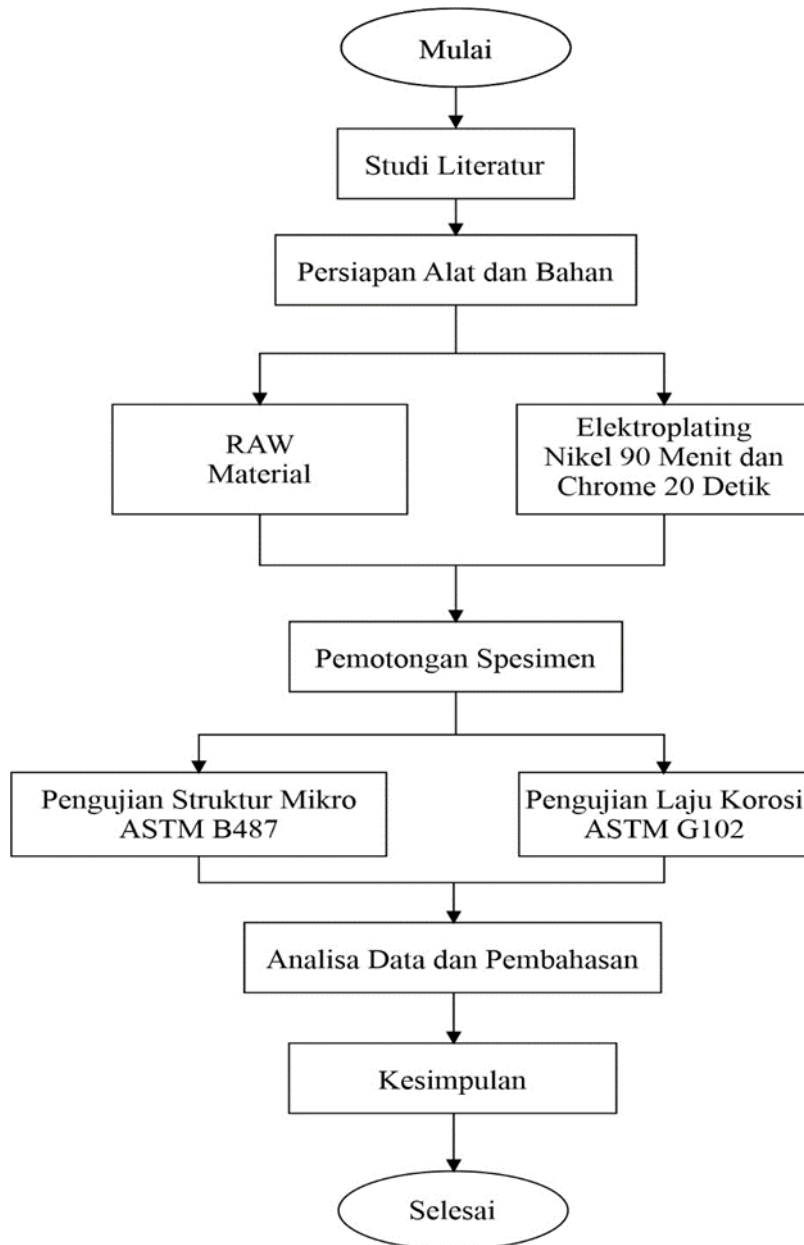 Mulai
Studi Literatur
Persiapan Alat dan Bahan
RAW
Material
Elektroplating
Nikel 90 Menit dan
Chrome 20 Detik
Pemotongan Spesimen
Pengujian Struktur Mikro
ASTM B487
Pengujian Laju Korosi
ASTM G102
Analisa Data dan Pembahasan
Kesimpulan
Selesai